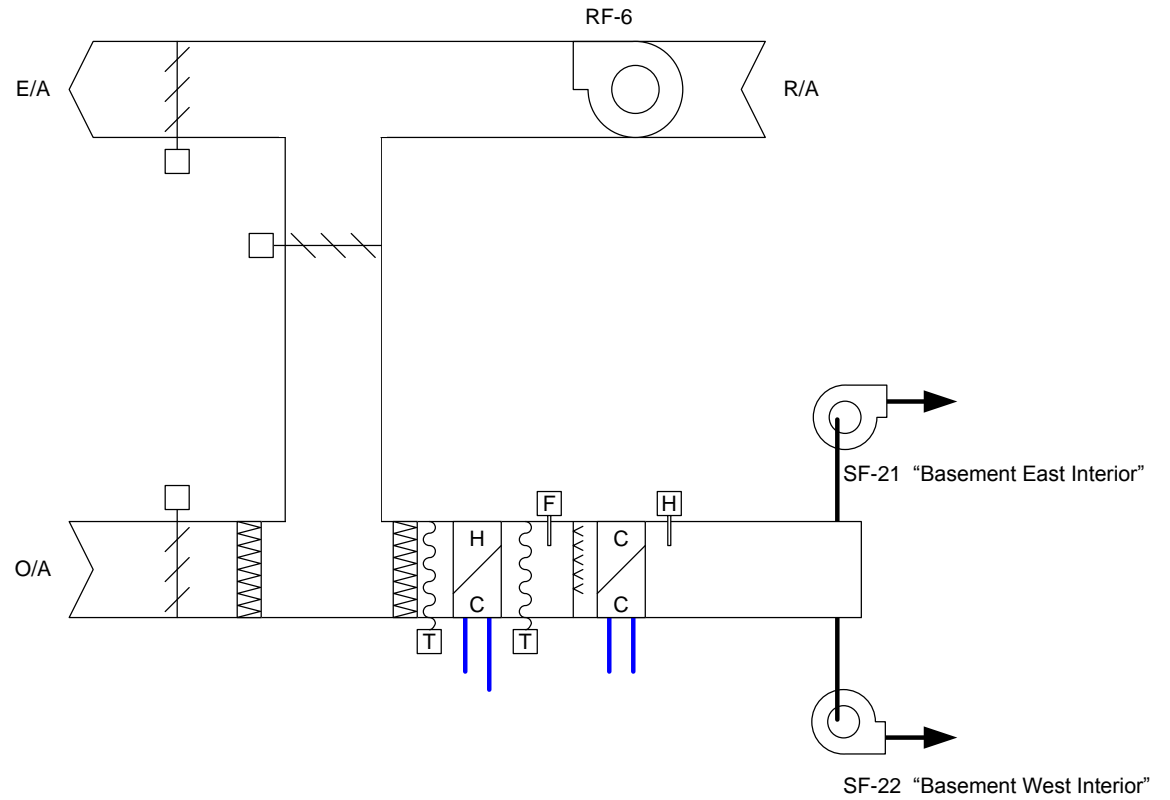 RF-6
E/A
R/A
SF-21 “Basement East Interior”
F
H
H
C
C
C
O/A
T
T
SF-22 “Basement West Interior”